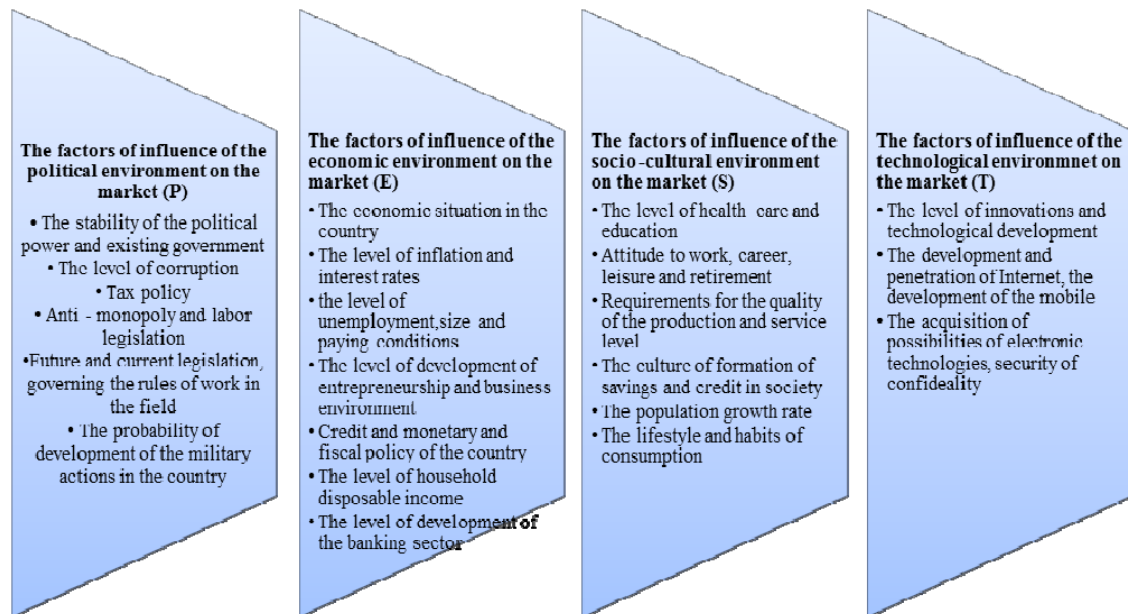 The factors of influence of the
political environment on the
market (P)
• The stability of the political
power and existing government
• The level of corruption
• Tax policy
• Anti - monopoly and labor
legislation
• Future and current legislation,
governing the rules of work in
the field
• The probability of
development of the military
actions in the country
The factors of influence of the
economic environment on the
market (E)
• The economic situation in the
country
• The level of inflation and
interest rates
• the level of
unemployment,size and
paying conditions
• The level of development of
entrepreneurship and business
environment
• Credit and monetary and
fiscal policy of the country
• The level of household
disposable income
• The level of development of
the banking sector
The factors of influence of the
socio -cultural environment
on the market (S)
• The level of health care and
education
• Attitude to work, career,
leisure and retirement
• Requirements for the quality
of the production and service
level
• The culture of formation of
savings and credit in society
• The population growth rate
• The lifestyle and habits of
consumption
The factors of influence of the
technological environmnet on
the market (T)
• The level of innovations and
technological development
• The development and
penetration of Internet, the
development of the mobile
• The acquisition of
possibilities of electronic
technologies, security of
confideality